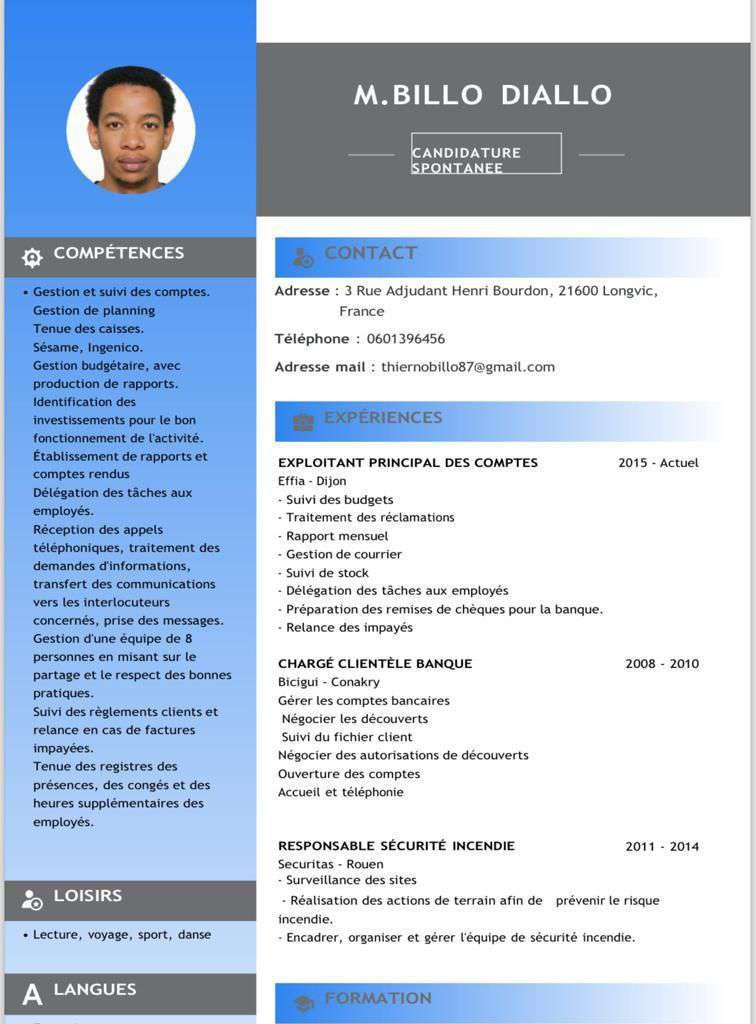 M.BILLO DIALLO
CANDIDATURE
SPONTANEE
COMPÉTENCES
• Gestion et suivi des comptes.
Gestion de planning
Tenue des caisses.
Sésame, Ingenico.
Gestion budgétaire, avec
production de rapports.
Identification des
investissements pour le bon
fonctionnement de l'activité.
Établissement de rapports et
comptes rendus
Délégation des tâches aux
employés.
Réception des appels
téléphoniques, traitement des
demandes d'informations,
transfert des communications
vers les interlocuteurs
concernés, prise des messages.
Gestion d'une équipe de 8
personnes en misant sur le
partage et le respect des bonnes
pratiques.
Suivi des règlements clients et
relance en cas de factures
impayées.
Tenue des registres des
présences, des congés et des
heures supplémentaires des
employés.
LOISIRS
• Lecture, voyage, sport, danse
A LANGUES
CONTACT
Adresse : 3 Rue Adjudant Henri Bourdon, 21600 Longvic,
France
Téléphone : 0601396456
Adresse mail : thiernobillo87@gmail.com
EXPÉRIENCES
EXPLOITANT PRINCIPAL DES COMPTES 2015 - Actuel
Effia - Dijon
- Suivi des budgets
- Traitement des réclamations
- Rapport mensuel
- Gestion de courrier
- Suivi de stock
- Délégation des tâches aux employés
- Préparation des remises de chèques pour la banque.
- Relance des impayés
CHARGÉ CLIENTÈLE BANQUE 2008 - 2010
Bicigui - Conakry
Gérer les comptes bancaires
Négocier les découverts
Suivi du fichier client
Négocier des autorisations de découverts
Ouverture des comptes
Accueil et téléphonie
RESPONSABLE SÉCURITÉ INCENDIE 2011 - 2014
Securitas - Rouen
- Surveillance des sites
- Réalisation des actions de terrain afin de prévenir le risque
incendie.
- Encadrer, organiser et gérer l'équipe de sécurité incendie.
FORMATION